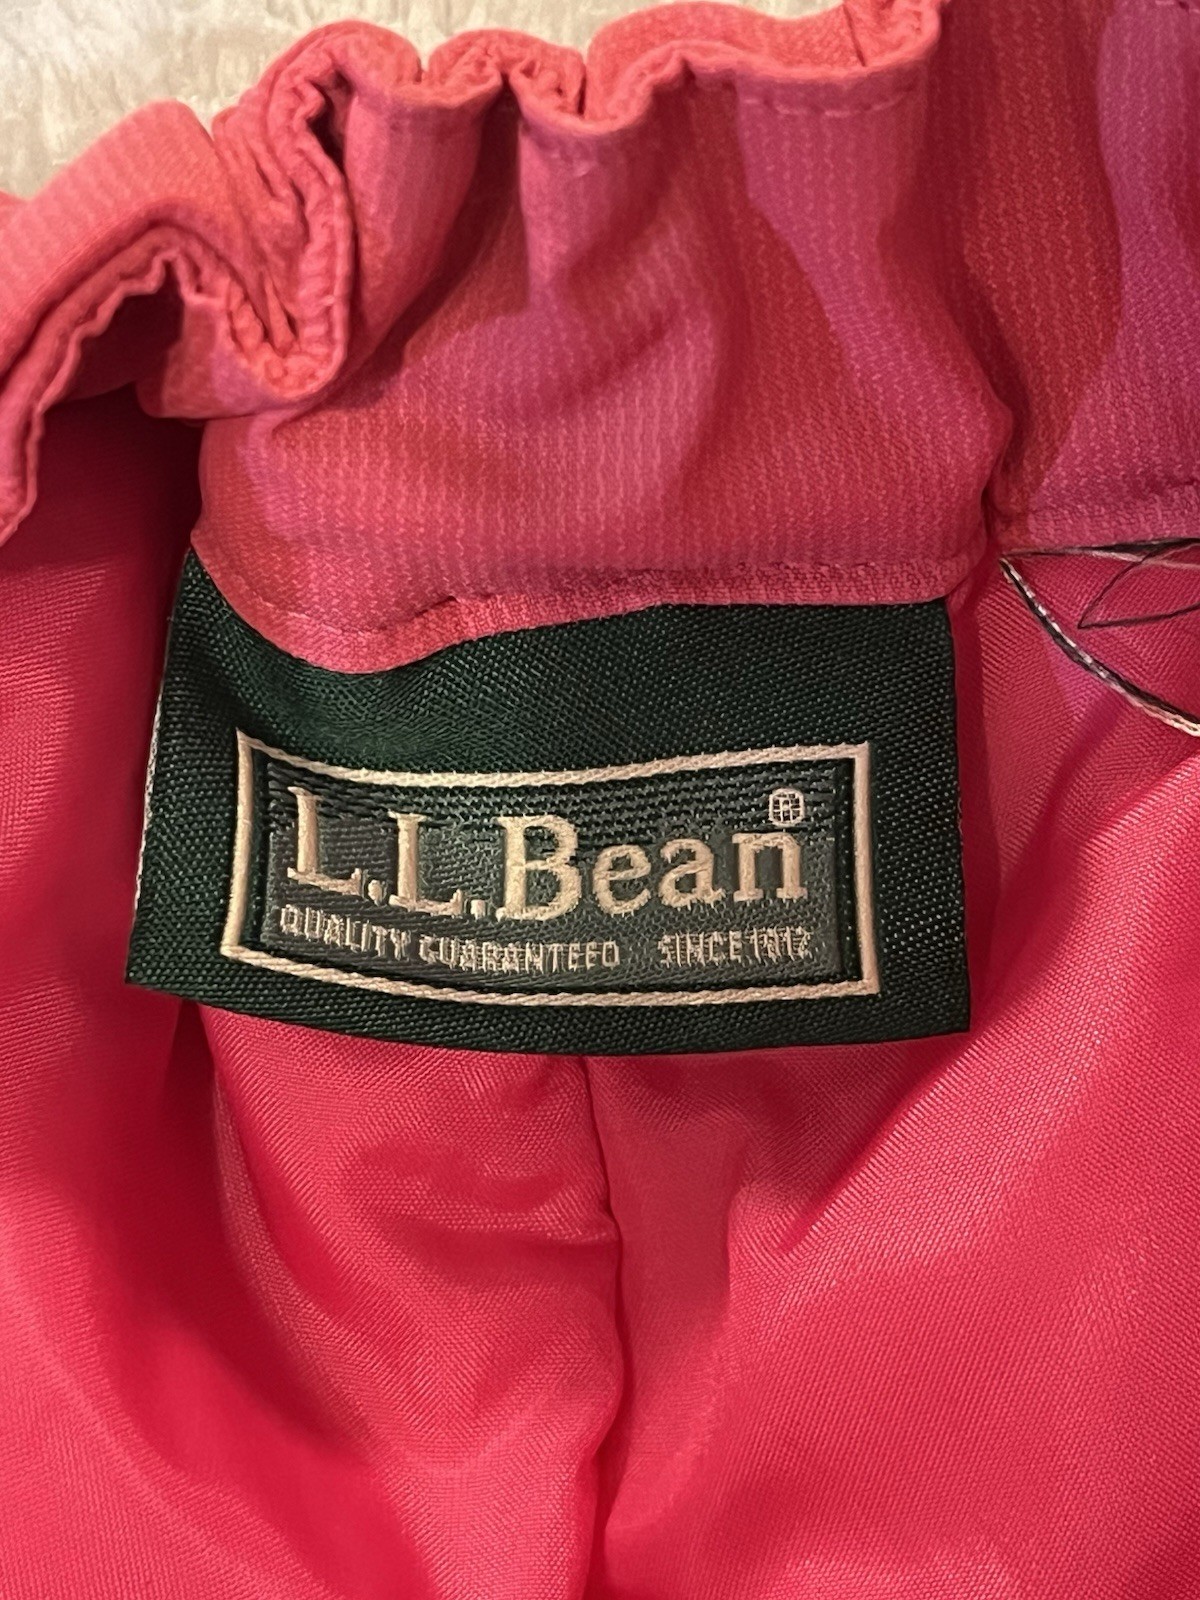 L.L.Bean®
QUALITY GUARANTEED SINCE 1912